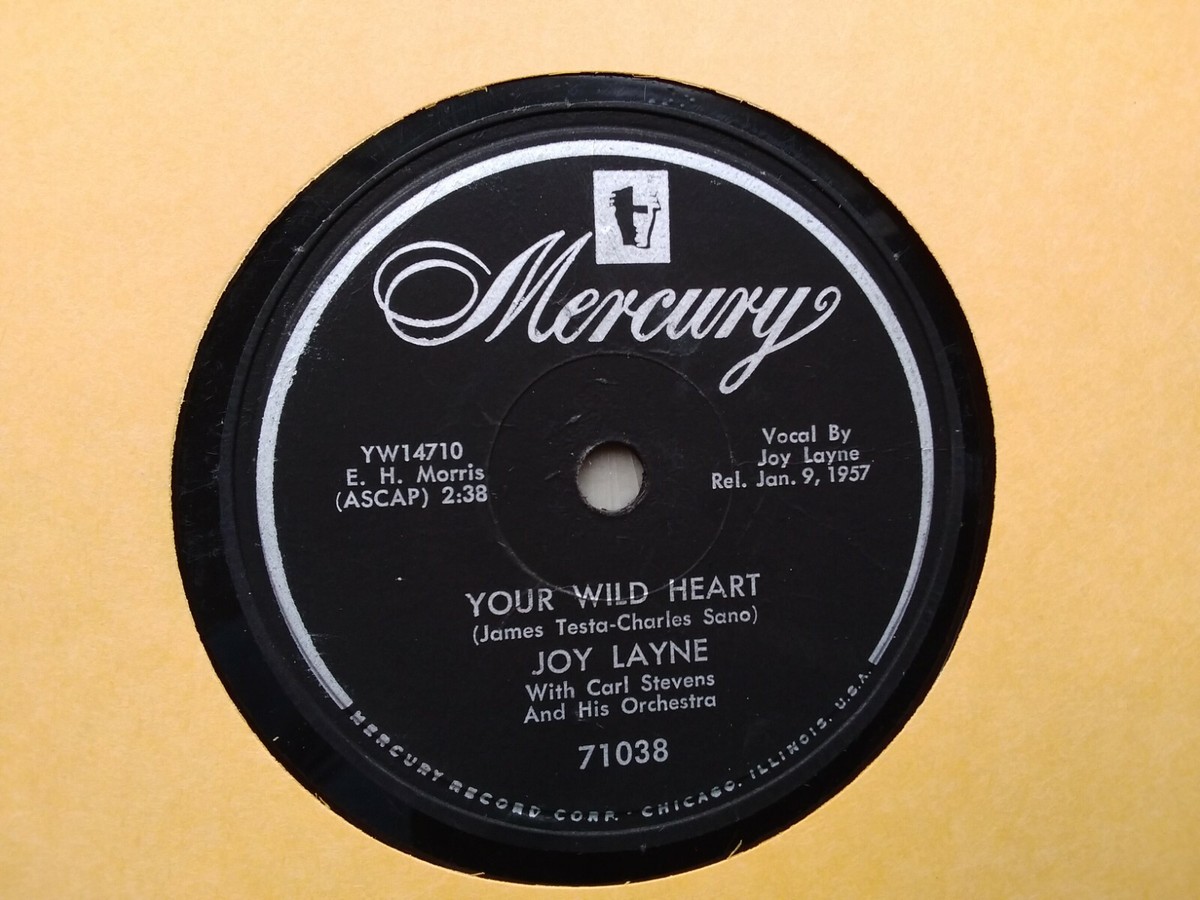 Mercury
YW14710
E. H. Morris
(ASCAP) 2:38
Vocal By
Joy Layne
Rel. Jan. 9, 1957
YOUR WILD HEART
(James Testa-Charles Sano)
JOY LAYNE
With Carl Stevens
And His Orchestra
71038
MERCURY RECORD CORP. - CHICAGO, ILLINOIS, U.S.A.